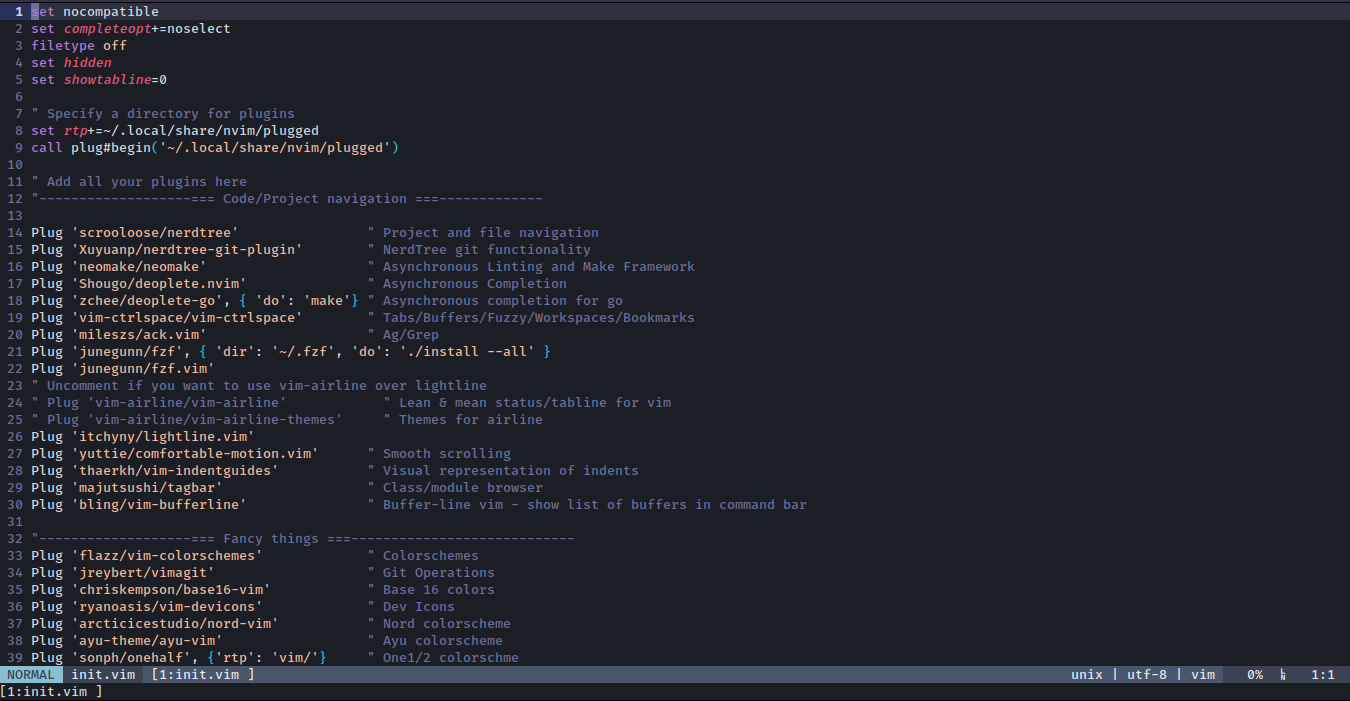 1 set nocompatible
2 set completeopt+=noselect
3 filetype off
4 set hidden
5 set showtabline=0
6
7 " Specify a directory for plugins
8 set rtp+=~/.local/share/nvim/plugged
9 call plug#begin('~/.local/share/nvim/plugged')
10
11 " Add all your plugins here
12 "-------------------=== Code/Project navigation ===-------------
13
14 Plug 'scrooloose/nerdtree'                " Project and file navigation
15 Plug 'Xuyuanp/nerdtree-git-plugin'        " NerdTree git functionality
16 Plug 'neomake/neomake'                    " Asynchronous Linting and Make Framework
17 Plug 'Shougo/deoplete.nvim'               " Asynchronous Completion
18 Plug 'zchee/deoplete-go', { 'do': 'make'} " Asynchronous completion for go
19 Plug 'vim-ctrlspace/vim-ctrlspace'        " Tabs/Buffers/Fuzzy/Workspaces/Bookmarks
20 Plug 'mileszs/ack.vim'                    " Ag/Grep
21 Plug 'junegunn/fzf', { 'dir': '~/.fzf', 'do': './install --all' }
22 Plug 'junegunn/fzf.vim'
23 " Uncomment if you want to use vim-airline over lightline
24 " Plug 'vim-airline/vim-airline'            " Lean & mean status/tabline for vim
25 " Plug 'vim-airline/vim-airline-themes'     " Themes for airline
26 Plug 'itchyny/lightline.vim'
27 Plug 'yuttie/comfortable-motion.vim'      " Smooth scrolling
28 Plug 'thaerkh/vim-indentguides'           " Visual representation of indents
29 Plug 'majutsushi/tagbar'                  " Class/module browser
30 Plug 'bling/vim-bufferline'               " Buffer-line vim - show list of buffers in command bar
31
32 "-------------------=== Fancy things ===----------------------------
33 Plug 'flazz/vim-colorschemes'             " Colorschemes
34 Plug 'jreybert/vimagit'                   " Git Operations
35 Plug 'chriskempson/base16-vim'            " Base 16 colors
36 Plug 'ryanoasis/vim-devicons'             " Dev Icons
37 Plug 'arcticicestudio/nord-vim'           " Nord colorscheme
38 Plug 'ayu-theme/ayu-vim'                  " Ayu colorscheme
39 Plug 'sonph/onehalf', {'rtp': 'vim/'}     " One1/2 colorschme
NORMAL init.vim [1:init.vim ] unix | utf-8 | vim 0% ␤ 1:1
[1:init.vim ]